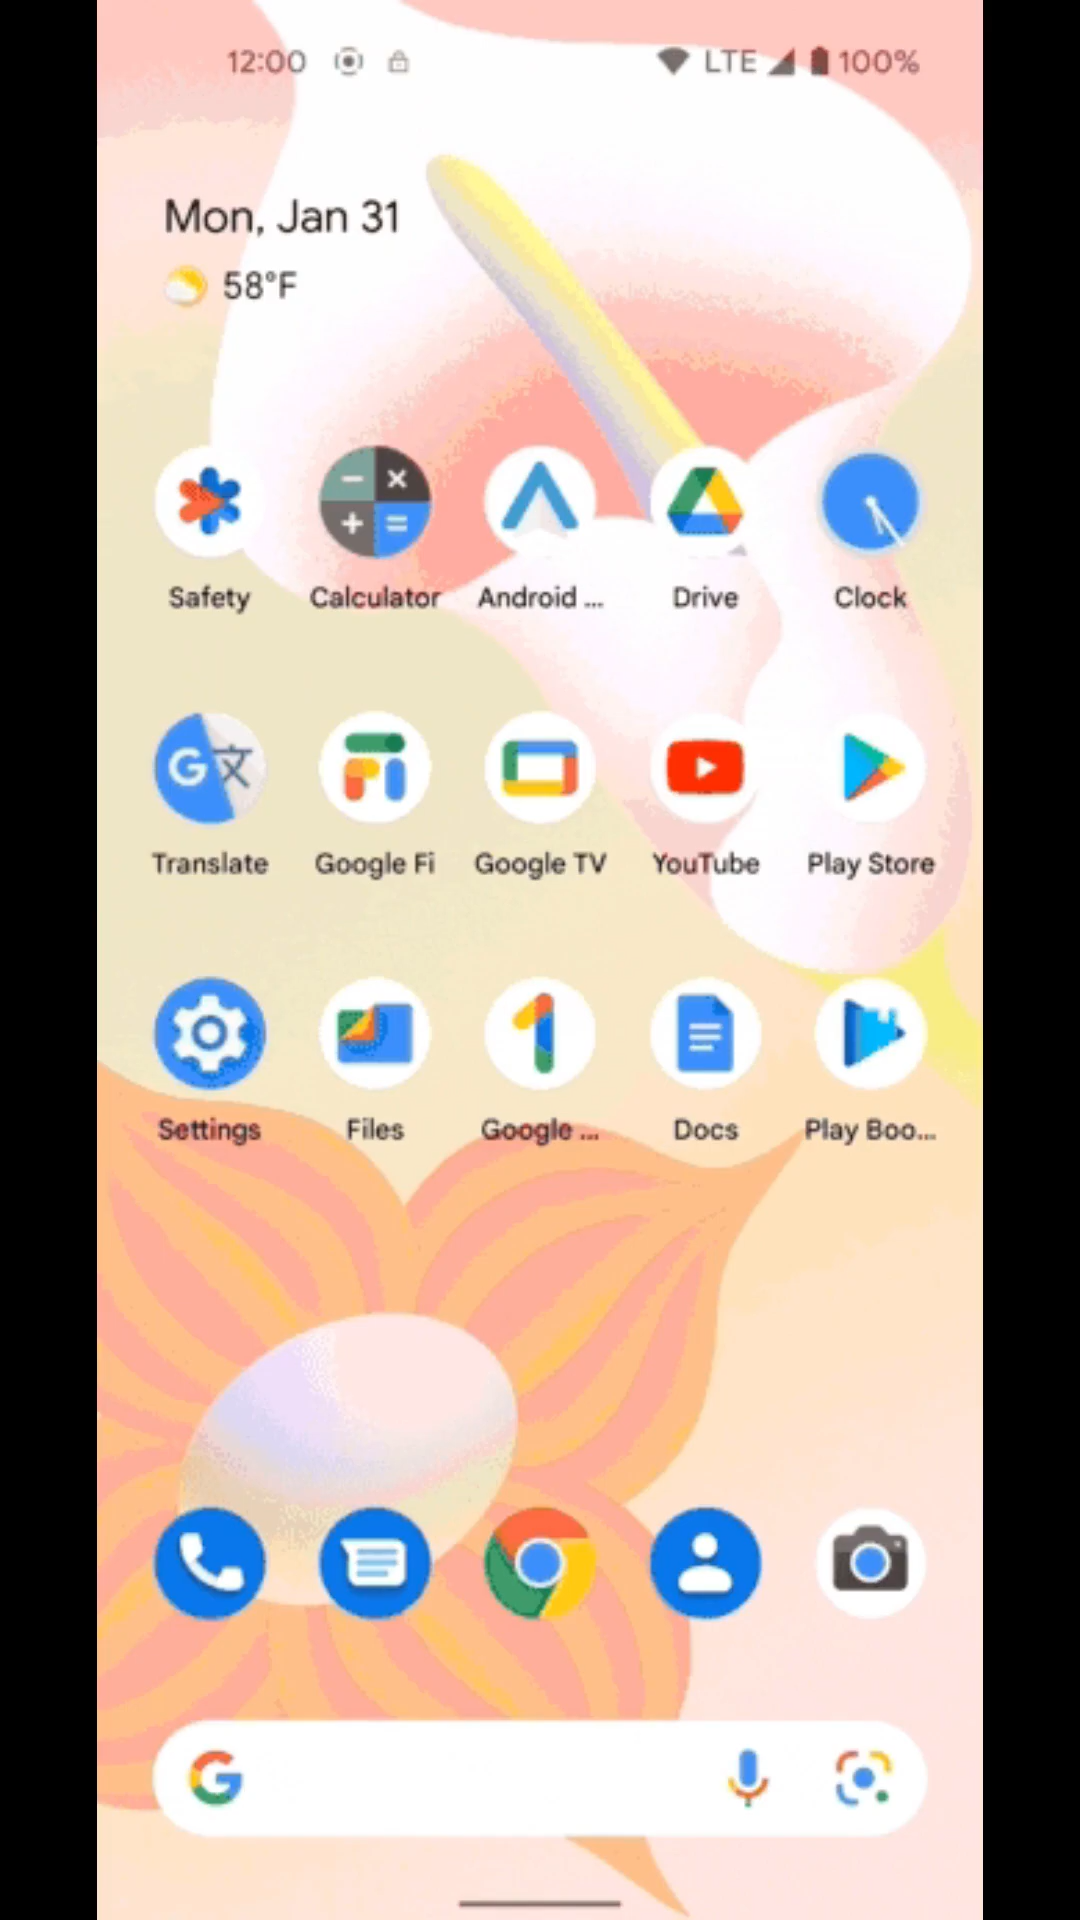 12:00 LTE 100%
Mon, Jan 31
58°F
Safety Calculator Android ... Drive Clock
Translate Google Fi Google TV YouTube Play Store
Settings Files Google ... Docs Play Boo...